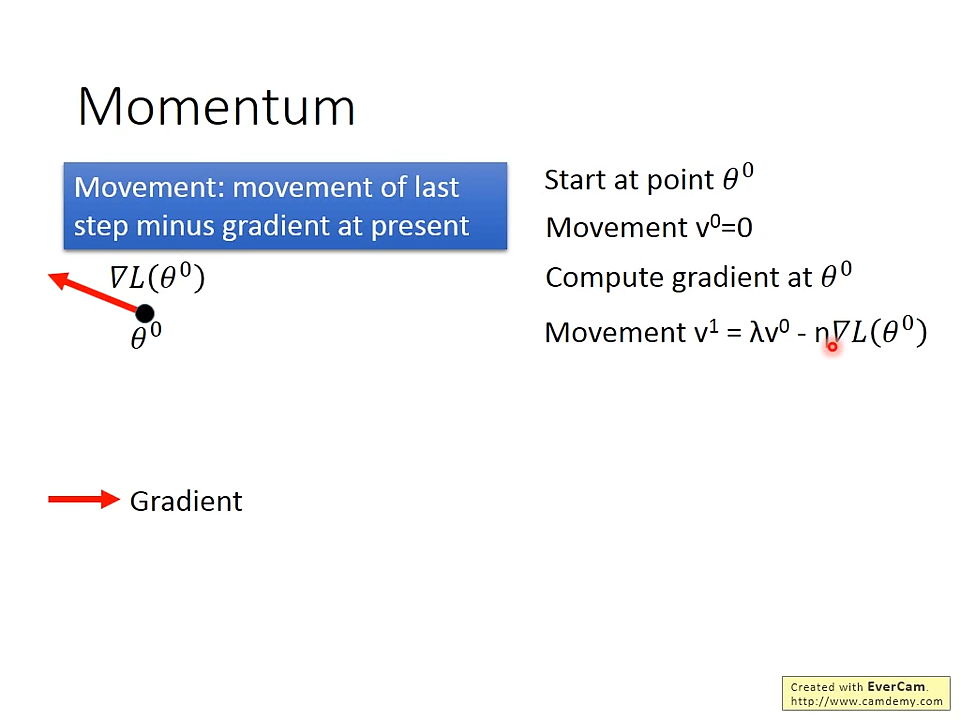 Momentum
Movement: movement of last
step minus gradient at present
∇L(θ⁰)
θ⁰
Start at point θ⁰
Movement v⁰=0
Compute gradient at θ⁰
Movement v¹ = λv⁰ - η∇L(θ⁰)
Gradient
Created with EverCam.
http://www.camdemy.com